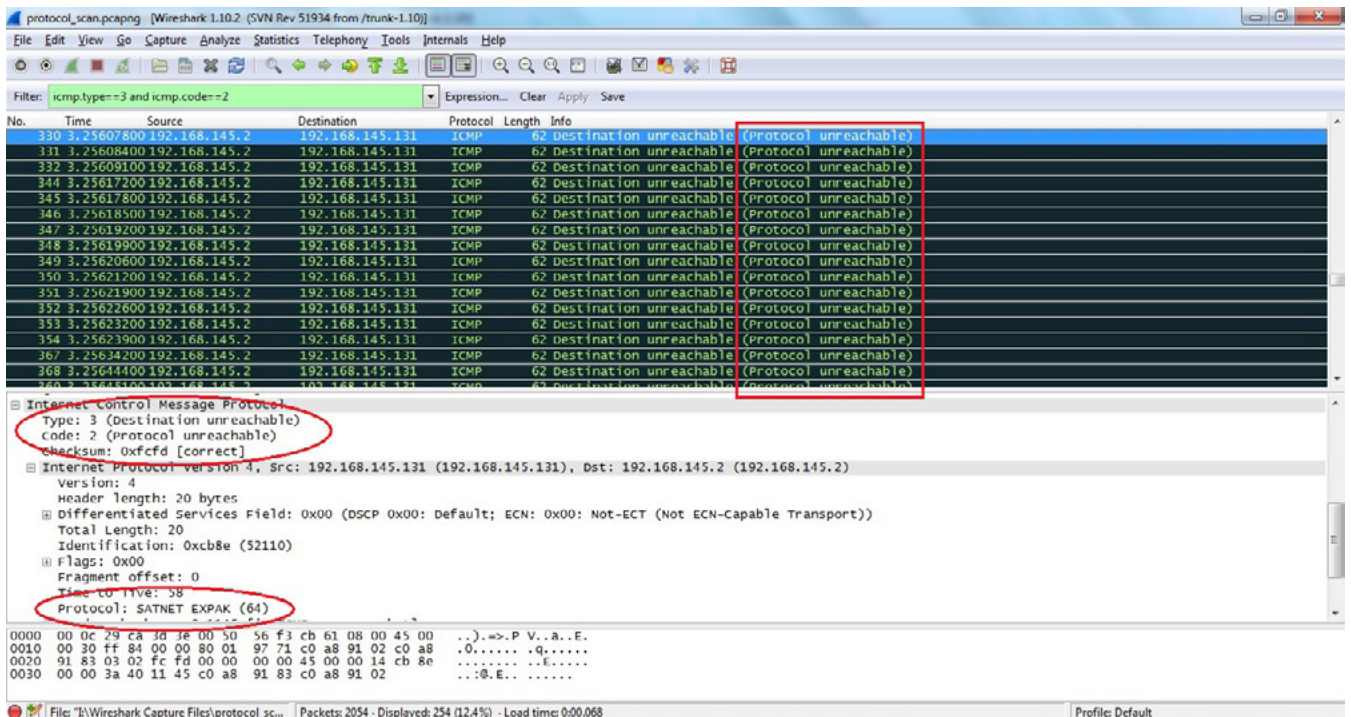 protocol_scan.pcapng [Wireshark 1.10.2 (SVN Rev 51934 from /trunk-1.10)]
File Edit View Go Capture Analyze Statistics Telephony Tools Internals Help
Filter: icmp.type==3 and icmp.code==2 Expression... Clear Apply Save
No. Time Source Destination Protocol Length Info
330 3.25607800 192.168.145.2 192.168.145.131 ICMP 62 Destination unreachable (Protocol unreachable)
331 3.25608400 192.168.145.2 192.168.145.131 ICMP 62 Destination unreachable (Protocol unreachable)
332 3.25609100 192.168.145.2 192.168.145.131 ICMP 62 Destination unreachable (Protocol unreachable)
344 3.25617200 192.168.145.2 192.168.145.131 ICMP 62 Destination unreachable (Protocol unreachable)
345 3.25617800 192.168.145.2 192.168.145.131 ICMP 62 Destination unreachable (Protocol unreachable)
346 3.25618500 192.168.145.2 192.168.145.131 ICMP 62 Destination unreachable (Protocol unreachable)
347 3.25619200 192.168.145.2 192.168.145.131 ICMP 62 Destination unreachable (Protocol unreachable)
348 3.25619900 192.168.145.2 192.168.145.131 ICMP 62 Destination unreachable (Protocol unreachable)
349 3.25620600 192.168.145.2 192.168.145.131 ICMP 62 Destination unreachable (Protocol unreachable)
350 3.25621200 192.168.145.2 192.168.145.131 ICMP 62 Destination unreachable (Protocol unreachable)
351 3.25621900 192.168.145.2 192.168.145.131 ICMP 62 Destination unreachable (Protocol unreachable)
352 3.25622600 192.168.145.2 192.168.145.131 ICMP 62 Destination unreachable (Protocol unreachable)
353 3.25623200 192.168.145.2 192.168.145.131 ICMP 62 Destination unreachable (Protocol unreachable)
354 3.25623900 192.168.145.2 192.168.145.131 ICMP 62 Destination unreachable (Protocol unreachable)
367 3.25634200 192.168.145.2 192.168.145.131 ICMP 62 Destination unreachable (Protocol unreachable)
368 3.25644400 192.168.145.2 192.168.145.131 ICMP 62 Destination unreachable (Protocol unreachable)
369 3.25645100 192.168.145.2 192.168.145.131 ICMP 62 Destination unreachable (Protocol unreachable)
Internet Control Message Protocol
Type: 3 (Destination unreachable)
Code: 2 (Protocol unreachable)
Checksum: 0xfcfd [correct]
Internet Protocol Version 4, Src: 192.168.145.131 (192.168.145.131), Dst: 192.168.145.2 (192.168.145.2)
Version: 4
Header length: 20 bytes
Differentiated Services Field: 0x00 (DSCP 0x00: Default; ECN: 0x00: Not-ECT (Not ECN-Capable Transport))
Total Length: 20
Identification: 0xcb8e (52110)
Flags: 0x00
Fragment offset: 0
Time to live: 58
Protocol: SATNET EXPAK (64)
0000 00 0c 29 ca 3d 3e 00 50 56 f3 cb 61 08 00 45 00 ..).=>.P V..a..E.
0010 00 30 ff 84 00 00 80 01 97 71 c0 a8 91 02 c0 a8 .0...... .q......
0020 91 83 03 02 fc fd 00 00 00 00 45 00 00 14 cb 8e ........ ..E.....
0030 00 00 3a 40 11 45 c0 a8 91 83 c0 a8 91 02 ..:@.E.. ......
File: "I:\Wireshark Capture Files\protocol_sc... Packets: 2054 · Displayed: 254 (12.4%) · Load time: 0:00.068 Profile: Default